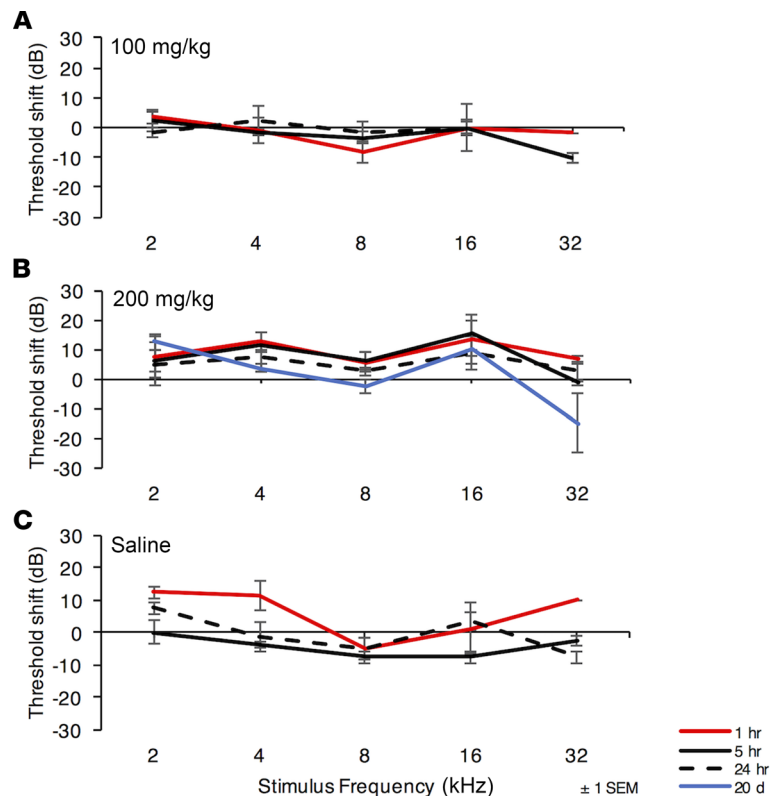 A
100 mg/kg
Threshold shift (dB)
30
20
10
0
-10
-20
-30
2 4 8 16 32
B
200 mg/kg
Threshold shift (dB)
30
20
10
0
-10
-20
-30
2 4 8 16 32
C
Saline
Threshold shift (dB)
30
20
10
0
-10
-20
-30
2 4 8 16 32
Stimulus Frequency (kHz)
± 1 SEM
1 hr
5 hr
24 hr
20 d